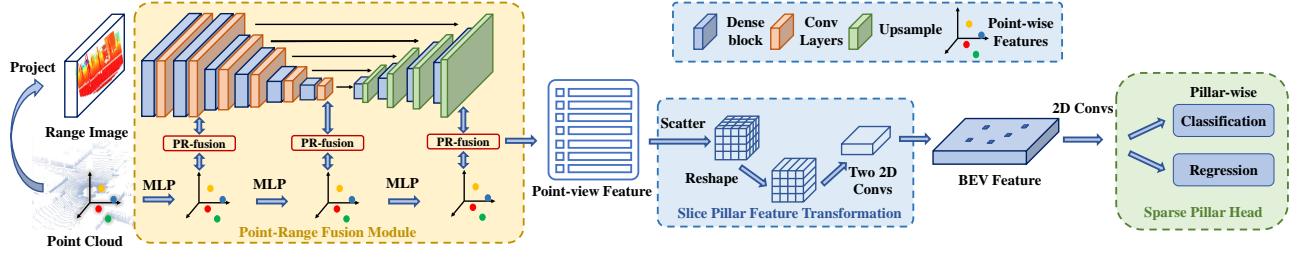 Project
Range Image
Point Cloud
PR-fusion
PR-fusion
PR-fusion
MLP
MLP
MLP
Point-Range Fusion Module
Point-view Feature
Dense
block
Conv
Layers
Upsample
Point-wise
Features
Scatter
Reshape
Two 2D
Convs
Slice Pillar Feature Transformation
BEV Feature
2D Convs
Pillar-wise
Classification
Regression
Sparse Pillar Head